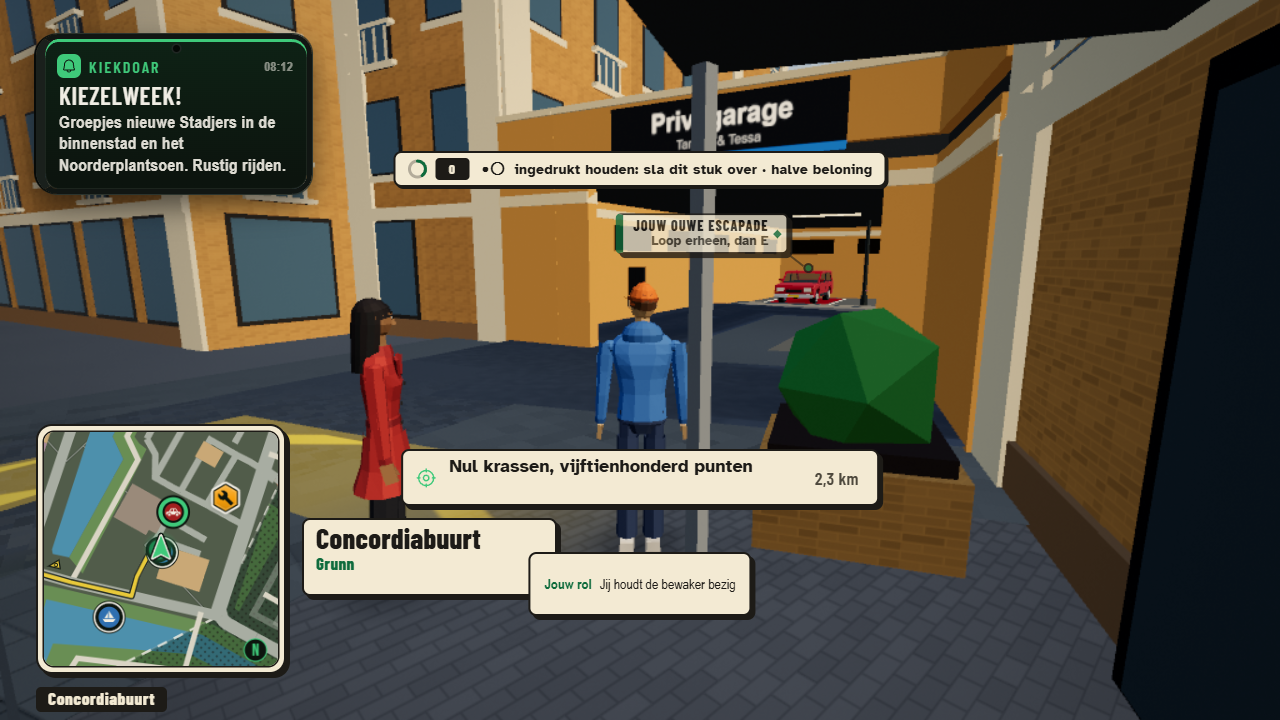 KIEKDOAR 08:12
KIEZELWEEK!
Groepjes nieuwe Stadjers in de
binnenstad en het
Noorderplantsoen. Rustig rijden.
garage
& Tessa
0 ingedrukt houden: sla dit stuk over · halve beloning
JOUW OUWE ESCAPADE
Loop erheen, dan E
Nul krassen, vijftienhonderd punten
2,3 km
Concordiabuurt
Grunn
Jouw rol Jij houdt de bewaker bezig
N
Concordiabuurt